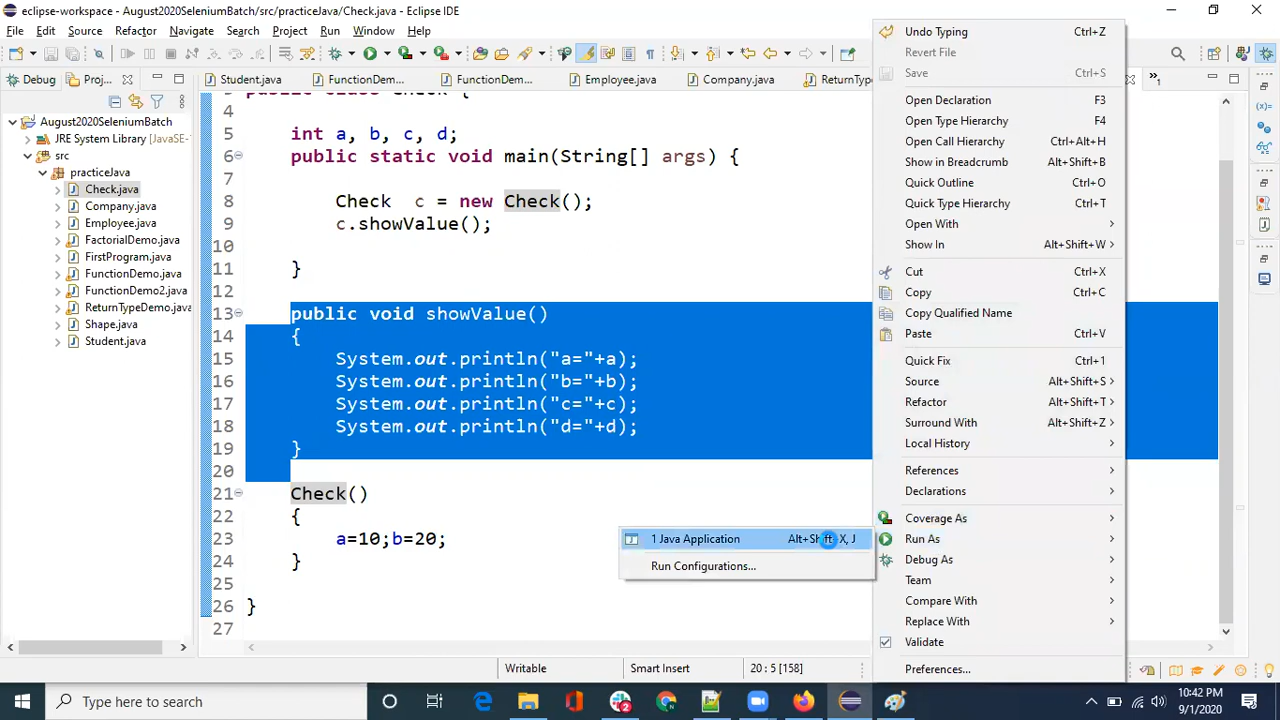 eclipse-workspace - August2020SeleniumBatch/src/practiceJava/Check.java - Eclipse IDE
File Edit Source Refactor Navigate Search Project Run Window Help
Debug Proj... Student.java FunctionDem... FunctionDem... Employee.java Company.java ReturnTyp
August2020SeleniumBatch
JRE System Library [JavaSE-
src
practiceJava
Check.java
Company.java
Employee.java
FactorialDemo.java
FirstProgram.java
FunctionDemo.java
FunctionDemo2.java
ReturnTypeDemo.java
Shape.java
Student.java
4
5 int a, b, c, d;
6 public static void main(String[] args) {
7
8 Check c = new Check();
9 c.showValue();
10
11 }
12
13 public void showValue()
14 {
15 System.out.println("a="+a);
16 System.out.println("b="+b);
17 System.out.println("c="+c);
18 System.out.println("d="+d);
19 }
20
21 Check()
22 {
23 a=10;b=20;
24 }
25
26 }
27
Undo Typing Ctrl+Z
Revert File
Save Ctrl+S
Open Declaration F3
Open Type Hierarchy F4
Open Call Hierarchy Ctrl+Alt+H
Show in Breadcrumb Alt+Shift+B
Quick Outline Ctrl+O
Quick Type Hierarchy Ctrl+T
Open With
Show In Alt+Shift+W
Cut Ctrl+X
Copy Ctrl+C
Copy Qualified Name
Paste Ctrl+V
Quick Fix Ctrl+1
Source Alt+Shift+S
Refactor Alt+Shift+T
Surround With Alt+Shift+Z
Local History
References
Declarations
Coverage As
Run As
Debug As
Team
Compare With
Replace With
Validate
Preferences...
1 Java Application Alt+Shift+X, J
Run Configurations...
Writable Smart Insert 20 : 5 [158]
Type here to search
2
10:42 PM
9/1/2020